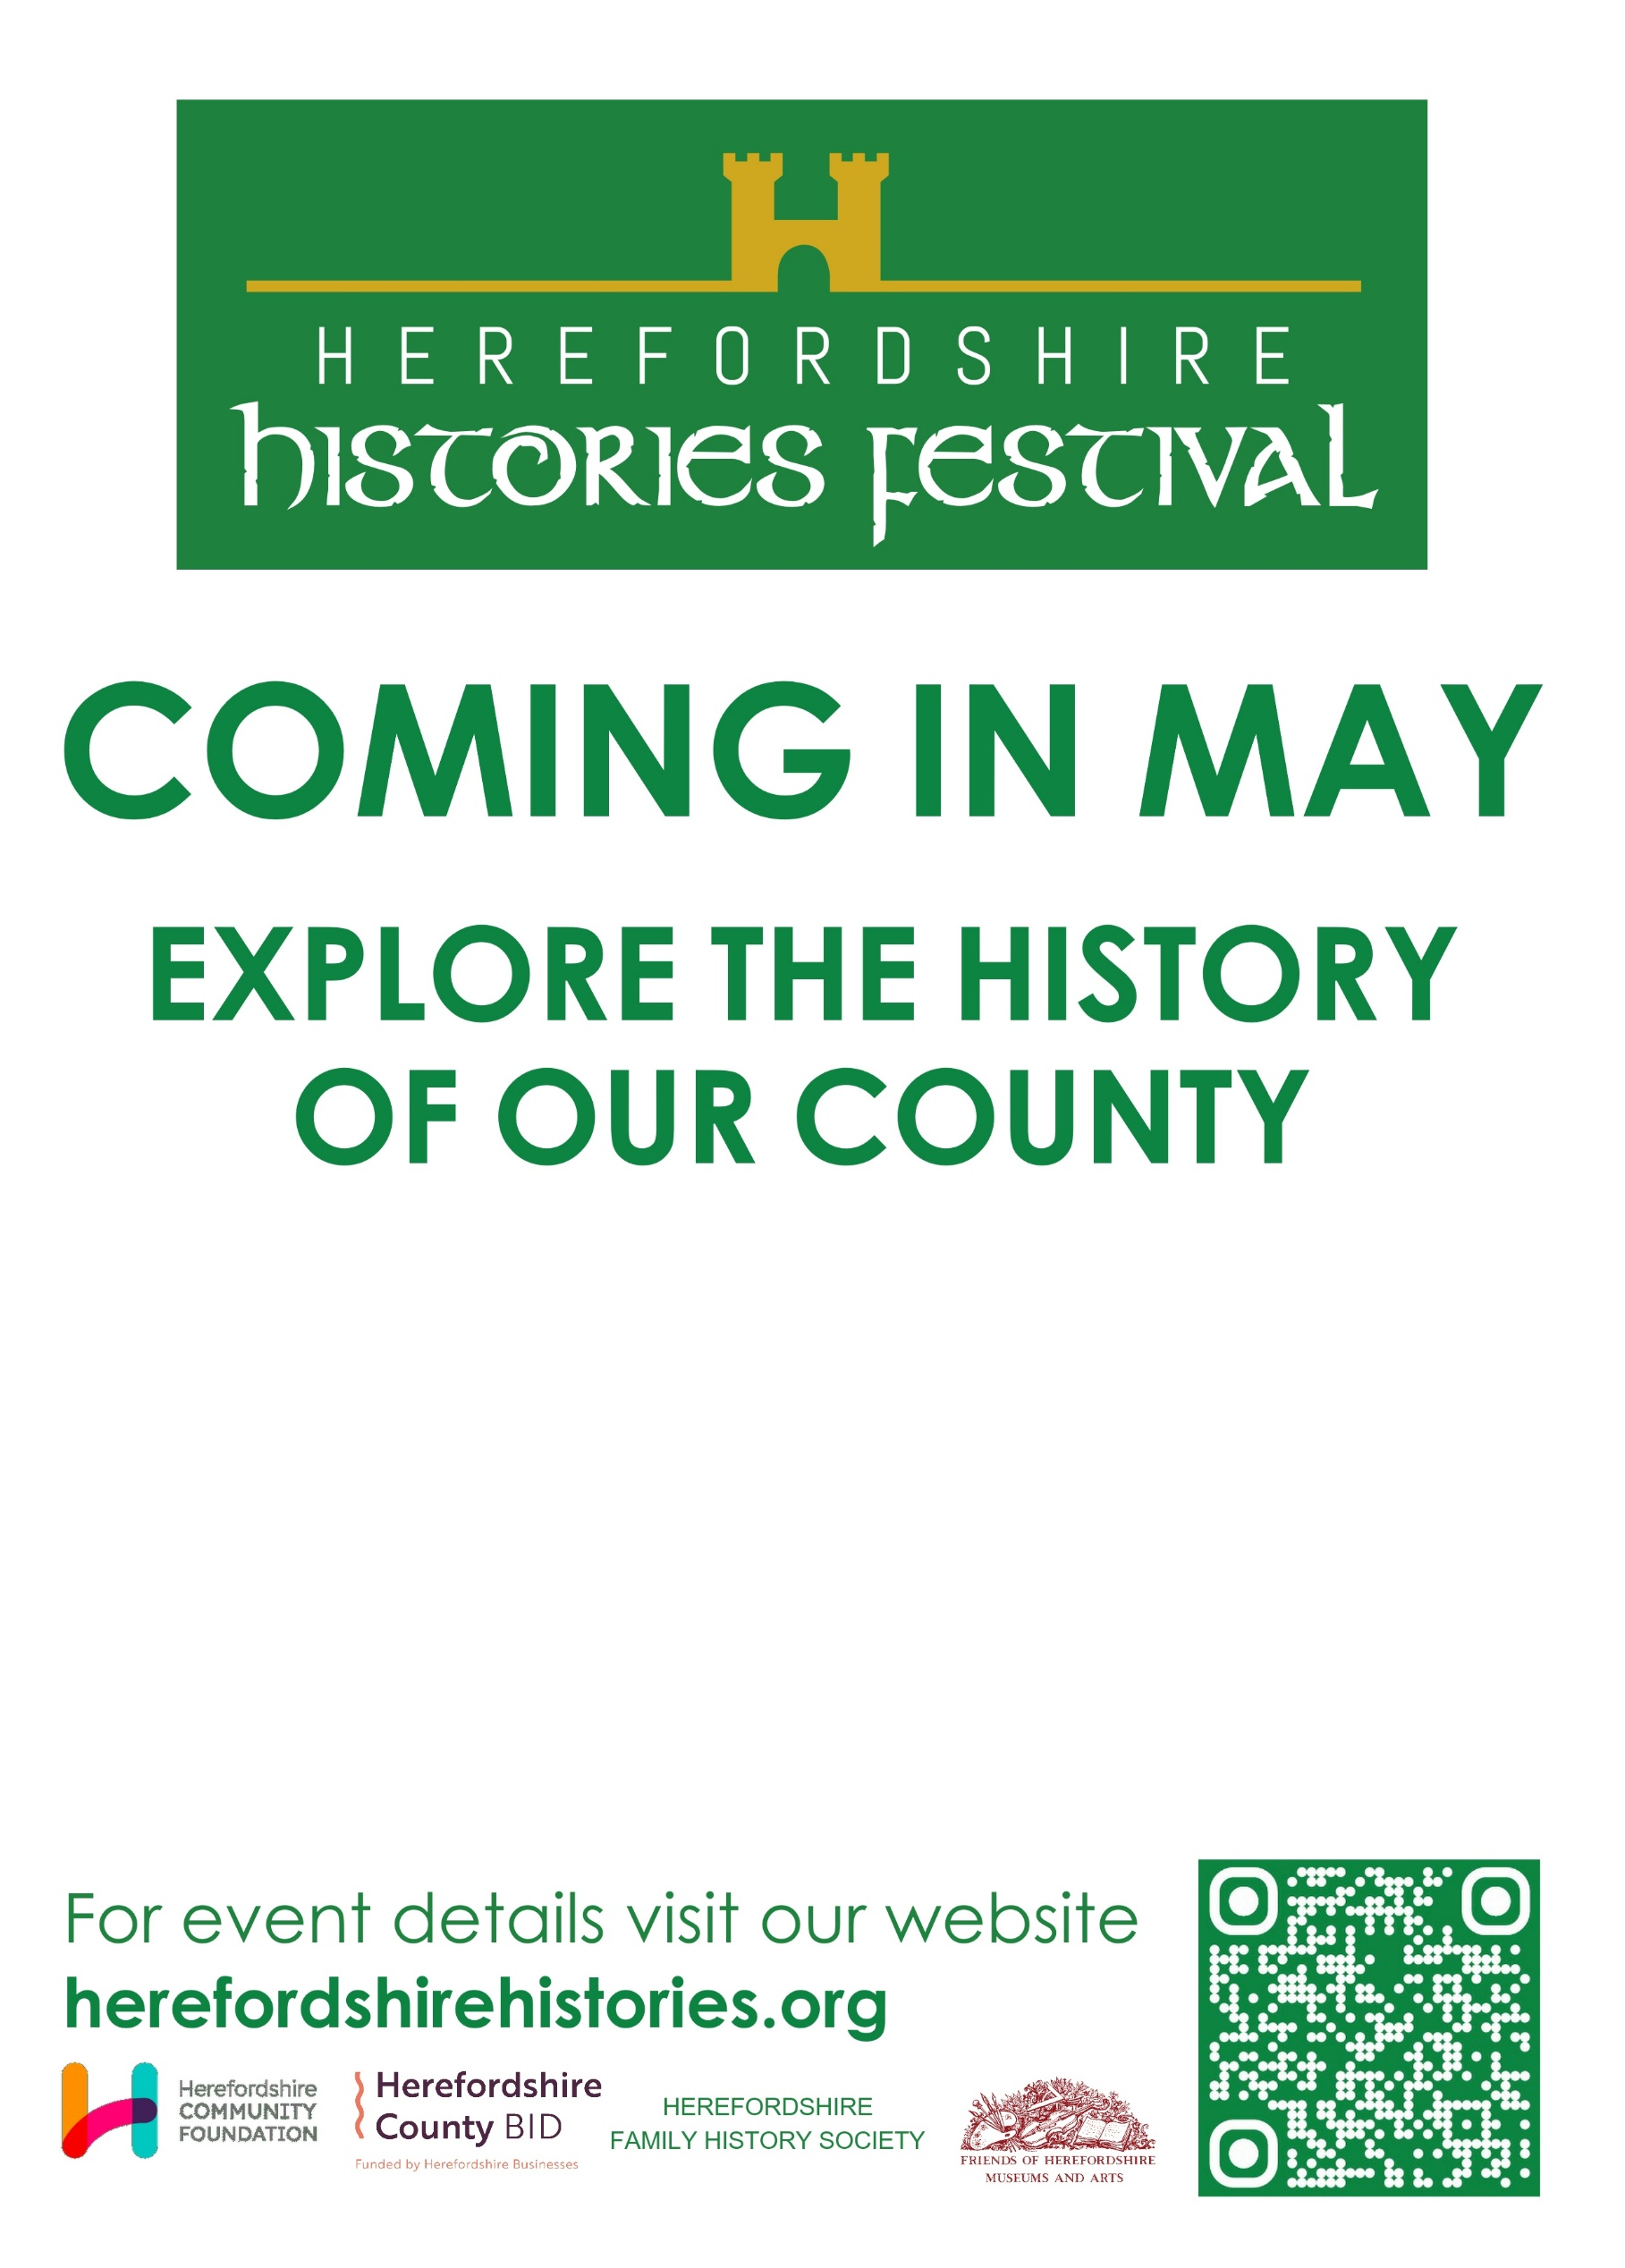 HEREFORDSHIRE
HISTORIES FESTIVAL
COMING IN MAY
EXPLORE THE HISTORY
OF OUR COUNTY
For event details visit our website
herefordshirehistories.org
Herefordshire
COMMUNITY
FOUNDATION
Herefordshire
County BID
Funded by Herefordshire Businesses
HEREFORDSHIRE
FAMILY HISTORY SOCIETY
FRIENDS OF HEREFORDSHIRE
MUSEUMS AND ARTS